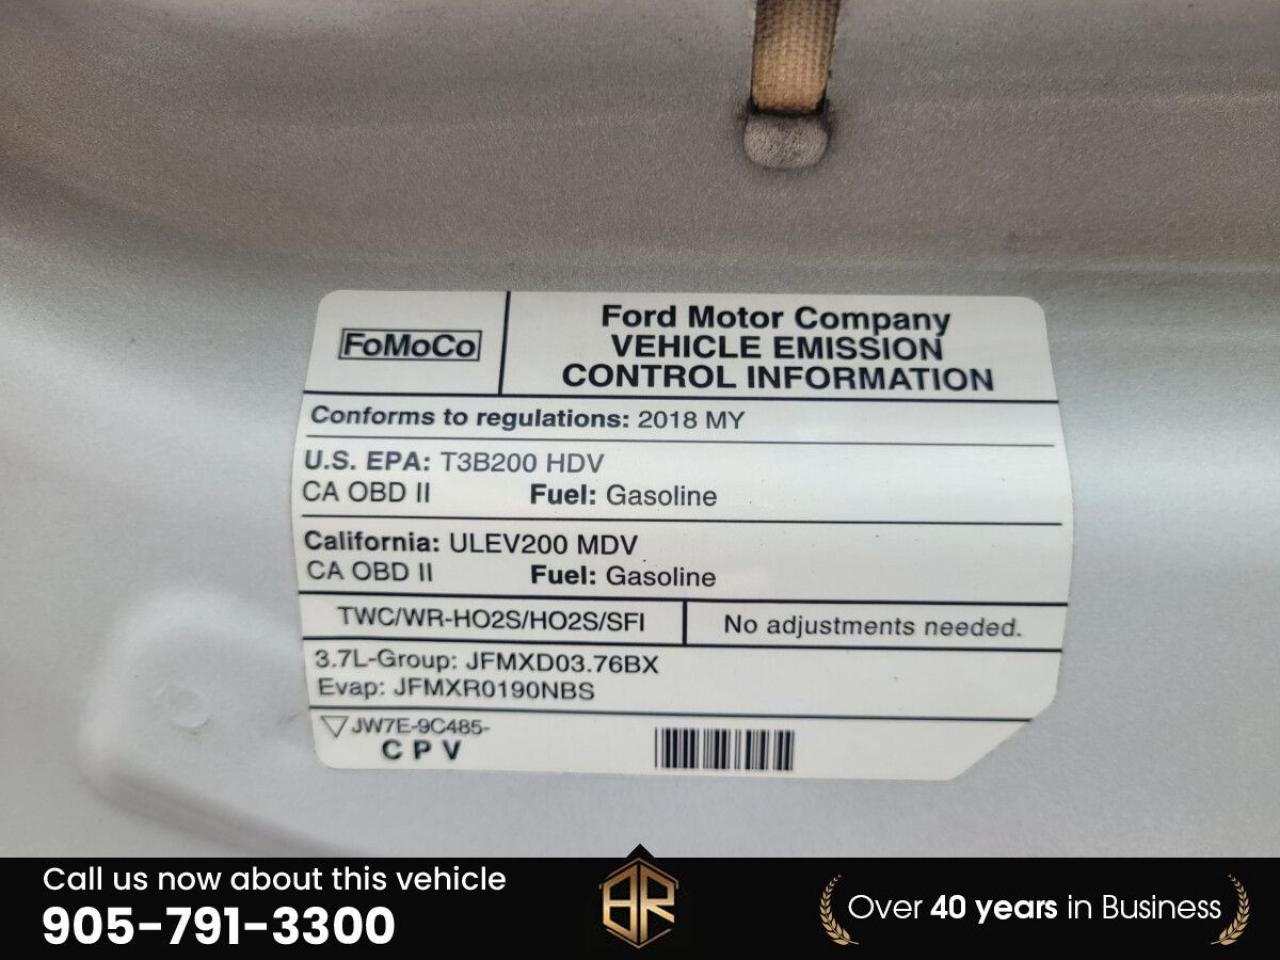 FoMoCo
Ford Motor Company
VEHICLE EMISSION
CONTROL INFORMATION
Conforms to regulations: 2018 MY
U.S. EPA: T3B200 HDV
CA OBD II Fuel: Gasoline
California: ULEV200 MDV
CA OBD II Fuel: Gasoline
TWC/WR-HO2S/HO2S/SFI
No adjustments needed.
3.7L-Group: JFMXD03.76BX
Evap: JFMXR0190NBS
JW7E-9C485-
C P V
Call us now about this vehicle
905-791-3300
BR
Over 40 years in Business